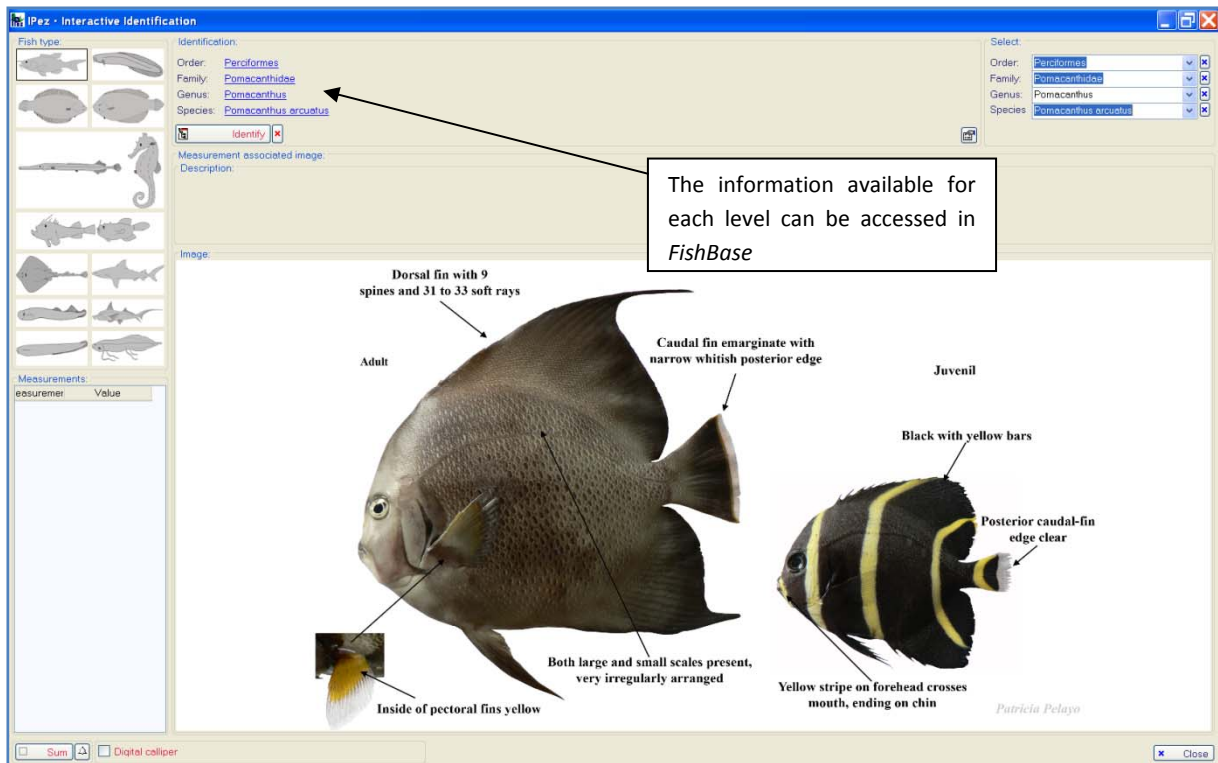 IPez - Interactive Identification
Fish type:
Identification:
Order: Perciformes
Family: Pomacanthidae
Genus: Pomacanthus
Species: Pomacanthus arcuatus
Identify
Select:
Order: Perciformes
Family: Pomacanthidae
Genus: Pomacanthus
Species Pomacanthus arcuatus
Measurement associated image:
Description:
The information available for
each level can be accessed in
FishBase
Image:
Dorsal fin with 9
spines and 31 to 33 soft rays
Adult
Caudal fin emarginate with
narrow whitish posterior edge
Juvenil
Black with yellow bars
Posterior caudal-fin
edge clear
Both large and small scales present,
very irregularly arranged
Inside of pectoral fins yellow
Yellow stripe on forehead crosses
mouth, ending on chin
Patricia Pelayo
Measurements:
easuremer Value
Sum
Digital calliper
Close